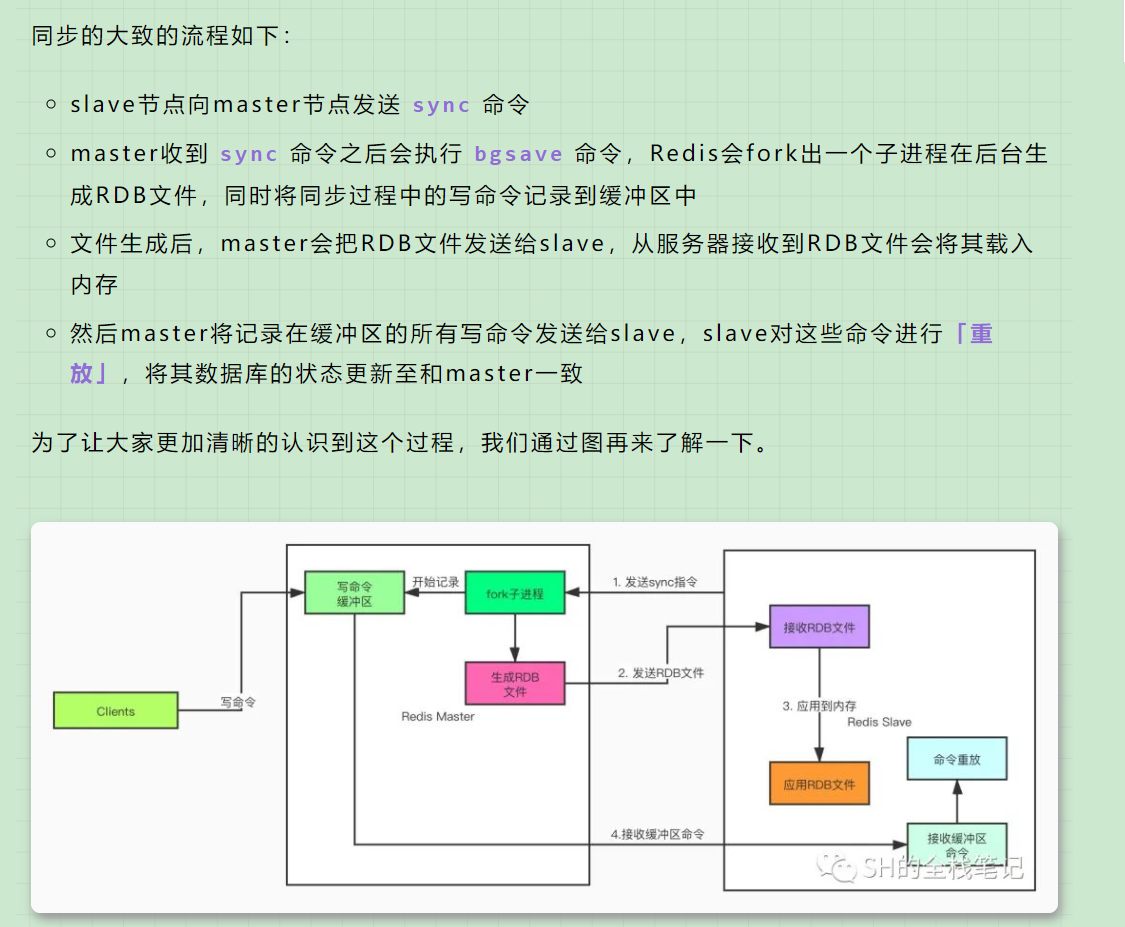 同步的大致的流程如下：
slave节点向master节点发送 sync 命令
master收到 sync 命令之后会执行 bgsave 命令，Redis会fork出一个子进程在后台生
成RDB文件，同时将同步过程中的写命令记录到缓冲区中
文件生成后，master会把RDB文件发送给slave，从服务器接收到RDB文件会将其载入
内存
然后master将记录在缓冲区的所有写命令发送给slave，slave对这些命令进行「重
放」，将其数据库的状态更新至和master一致
为了让大家更加清晰的认识到这个过程，我们通过图再来了解一下。
写命令
缓冲区
开始记录
fork子进程
1. 发送sync指令
接收RDB文件
生成RDB
文件
2. 发送RDB文件
Clients
写命令
Redis Master
3. 应用到内存
Redis Slave
命令重放
应用RDB文件
4.接收缓冲区命令
接收缓冲区
命令
SH的全栈笔记